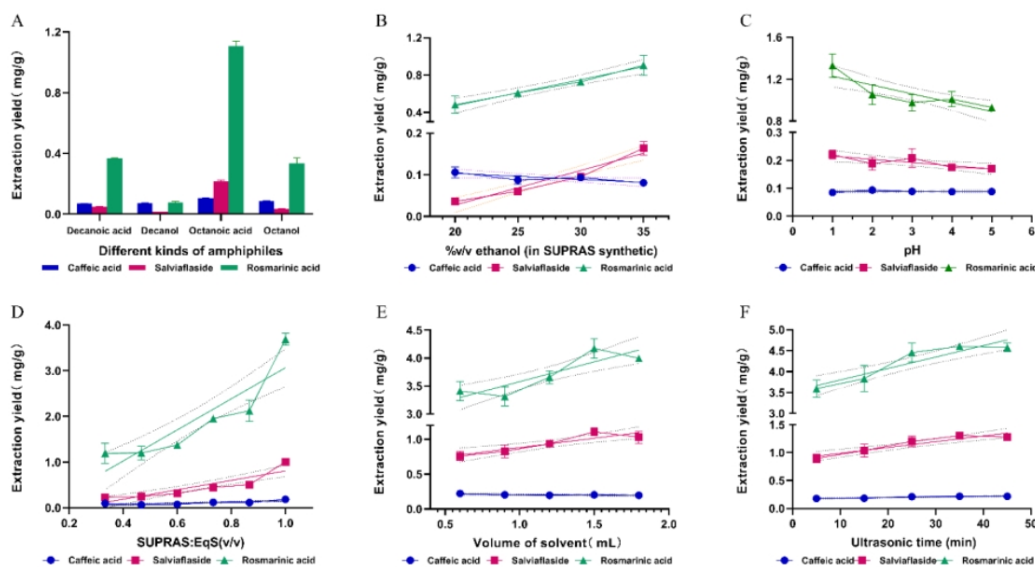 A
Extraction yield( mg/g)
1.2
0.8
0.4
0.0
Decanoic acid Decanol Octanoic acid Octanol
Different kinds of amphiphiles
Caffeic acid Salviaflaside Rosmarinic acid
B
Extraction yield( mg/g)
1.2
0.8
0.4
0.2
0.1
0.0
20 25 30 35
%v/v ethanol (in SUPRAS synthetic)
Caffeic acid Salviaflaside Rosmarinic acid
C
Extraction yield( mg/g)
1.6
1.2
0.8
0.3
0.2
0.1
0.0
0 1 2 3 4 5 6
pH
Caffeic acid Salviaflaside Rosmarinic acid
D
Extraction yield( mg/g)
4.0
3.0
2.0
1.0
0.0
0.2 0.4 0.6 0.8 1.0
SUPRAS:EqS(v/v)
Caffeic acid Salviaflaside Rosmarinic acid
E
Extraction yield( mg/g)
4.5
4.0
3.5
3.0
1.0
0.5
0.0
0.5 1.0 1.5 2.0
Volume of solvent( mL)
Caffeic acid Salviaflaside Rosmarinic acid
F
Extraction yield( mg/g)
5.0
4.5
4.0
3.5
3.0
1.5
1.0
0.5
0.0
0 10 20 30 40 50
Ultrasonic time (min)
Caffeic acid Salviaflaside Rosmarinic acid